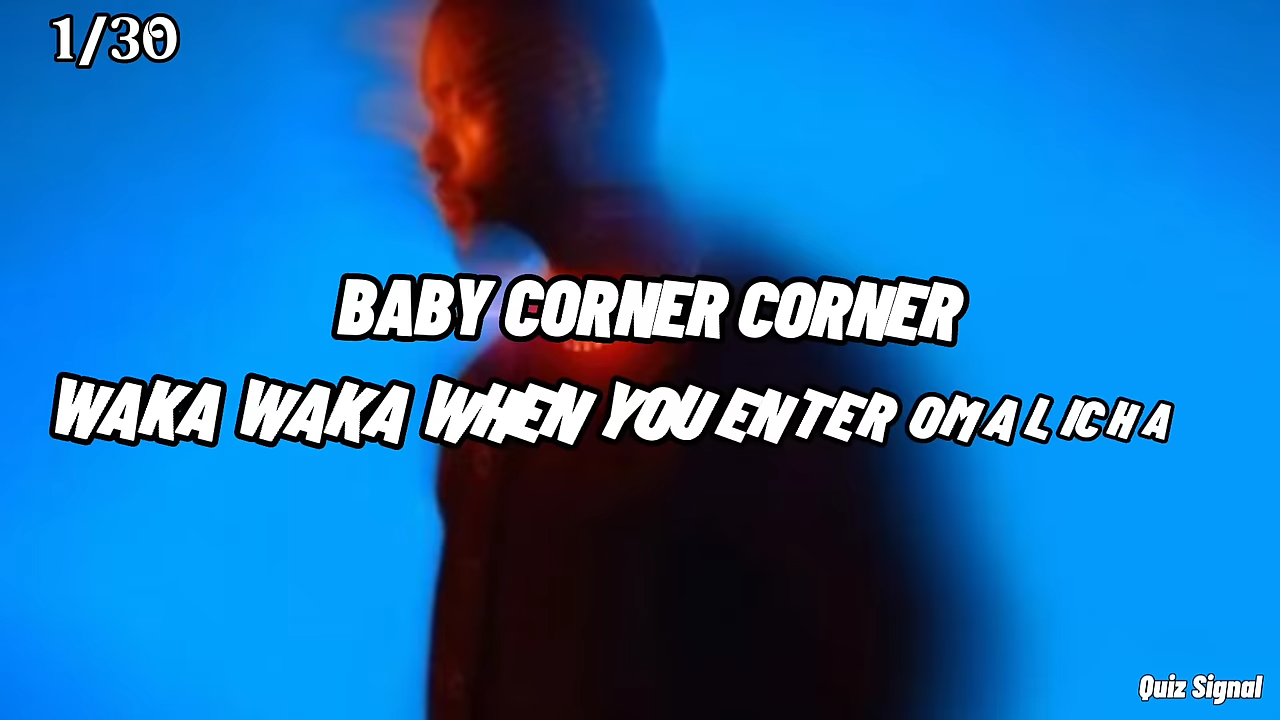 1/30
BABY CORNER CORNER
WAKA WAKA WHEN YOU ENTER OMALICHA
Quiz Signal